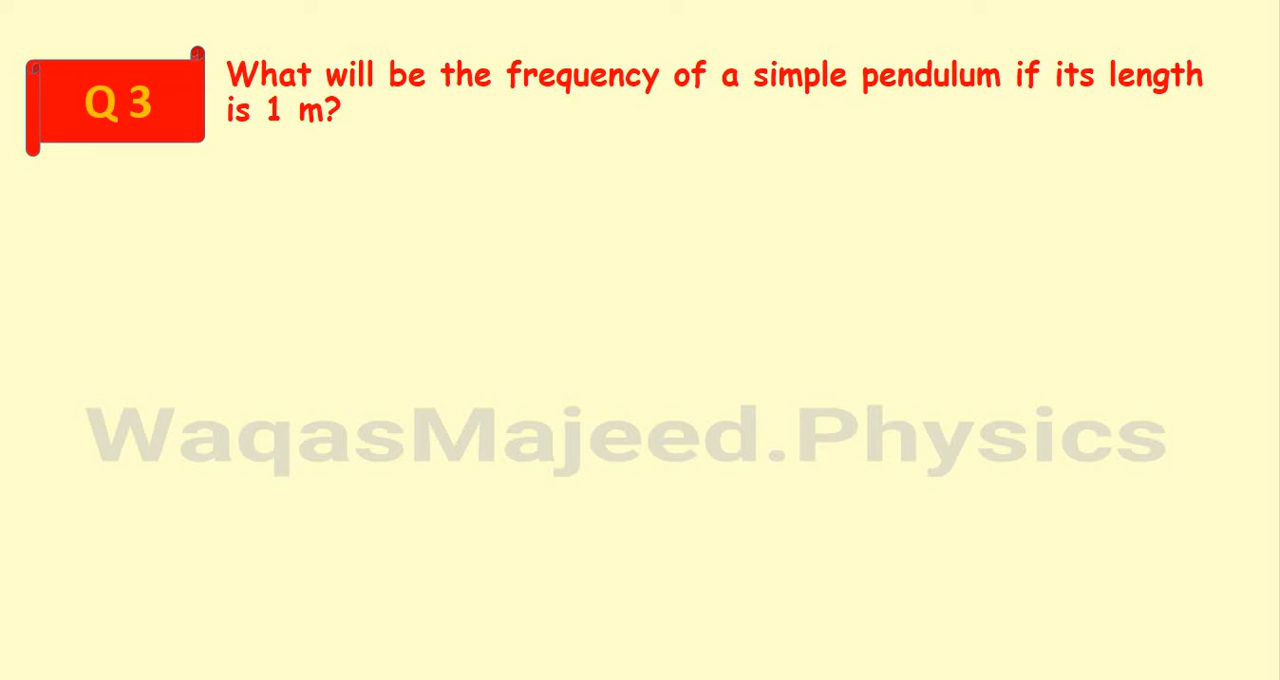 Q 3
What will be the frequency of a simple pendulum if its length
is 1 m?
WaqasMajeed.Physics